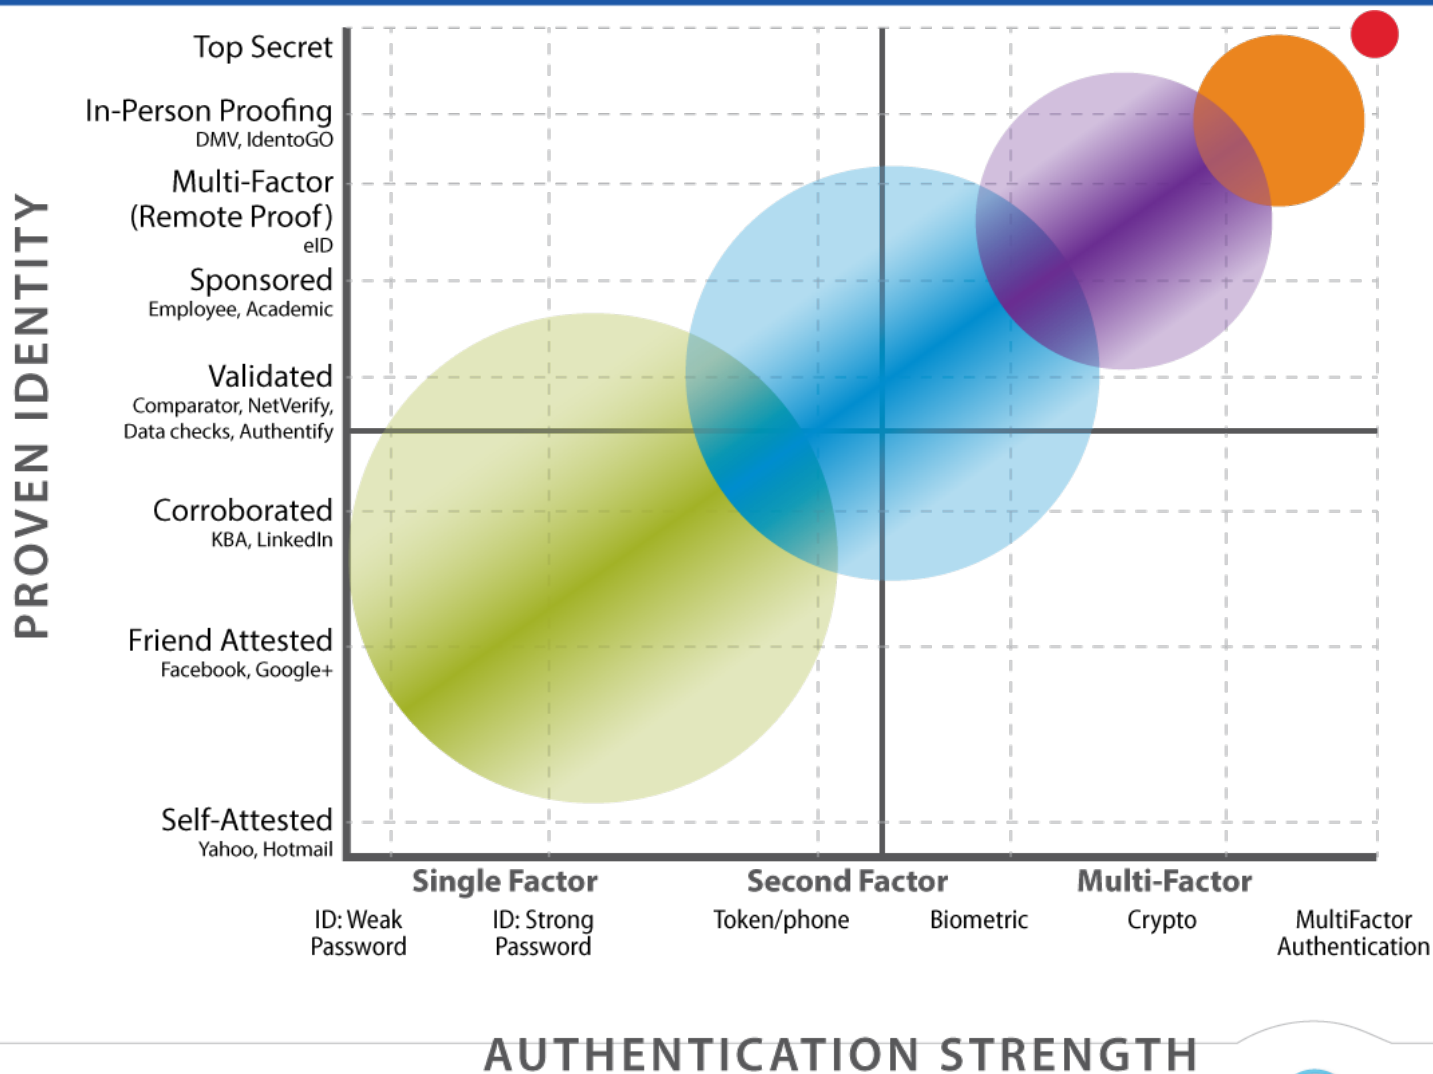 Top Secret
In-Person Proofing
DMV, IdentoGO
Multi-Factor
(Remote Proof)
eID
Sponsored
Employee, Academic
Validated
Comparator, NetVerify,
Data checks, Authentify
Corroborated
KBA, LinkedIn
Friend Attested
Facebook, Google+
Self-Attested
Yahoo, Hotmail
PROVEN IDENTITY
Single Factor
Second Factor
Multi-Factor
ID: Weak
Password
ID: Strong
Password
Token/phone
Biometric
Crypto
MultiFactor
Authentication
AUTHENTICATION STRENGTH